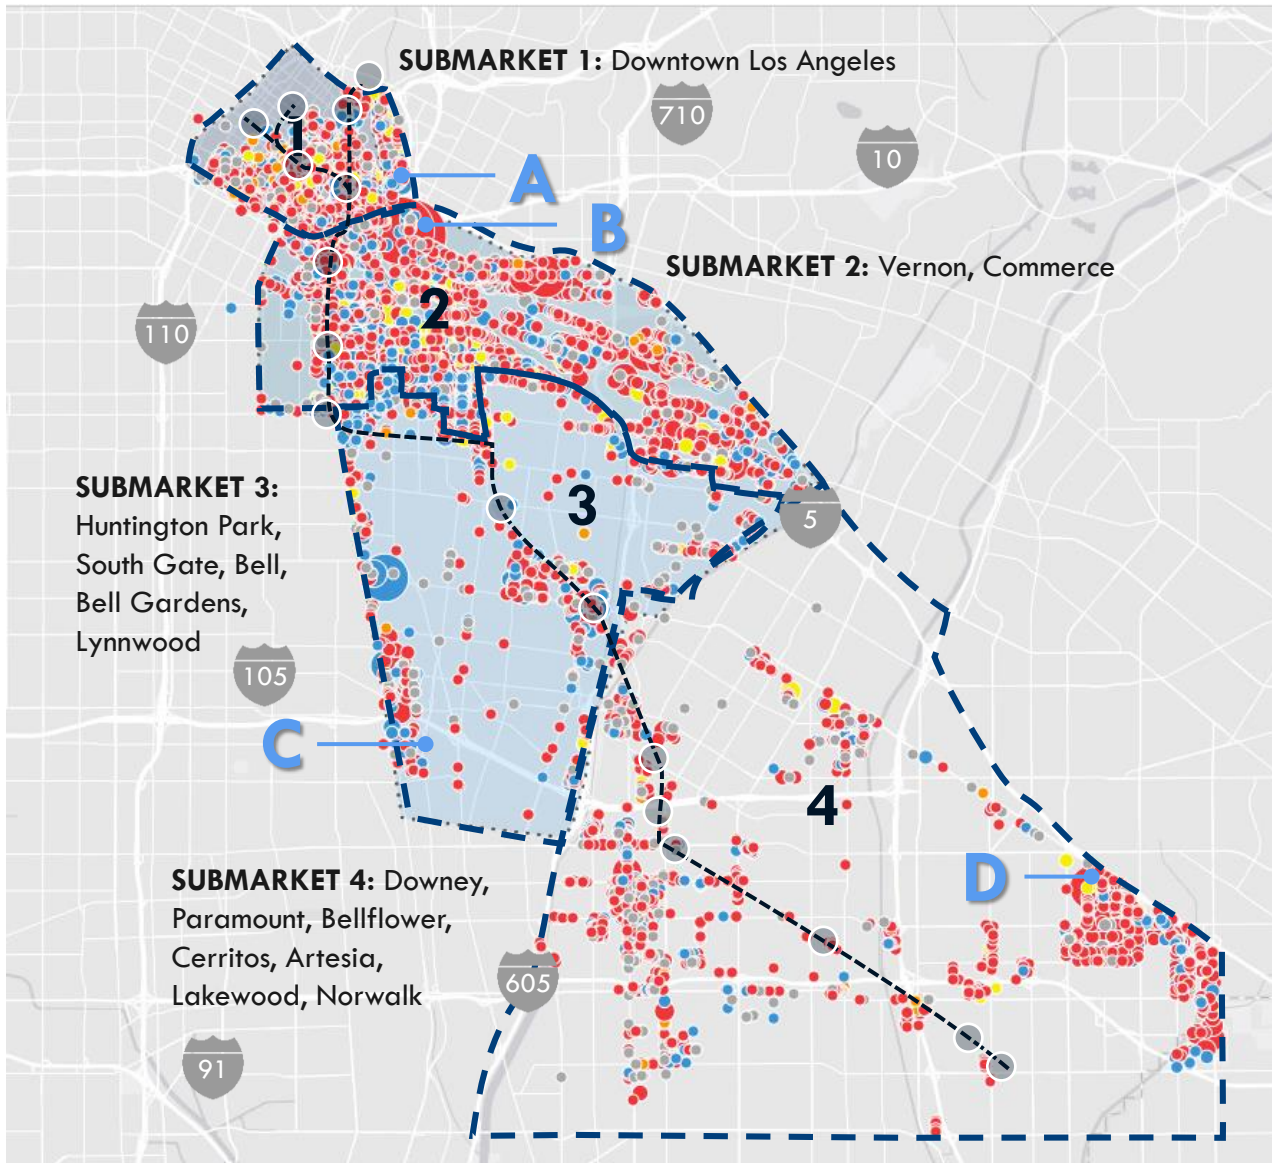 SUBMARKET 1: Downtown Los Angeles
710
10
1
A
B
SUBMARKET 2: Vernon, Commerce
110
2
SUBMARKET 3:
Huntington Park,
South Gate, Bell,
Bell Gardens,
Lynnwood
3
5
105
C
4
SUBMARKET 4: Downey,
Paramount, Bellflower,
Cerritos, Artesia,
Lakewood, Norwalk
D
605
91